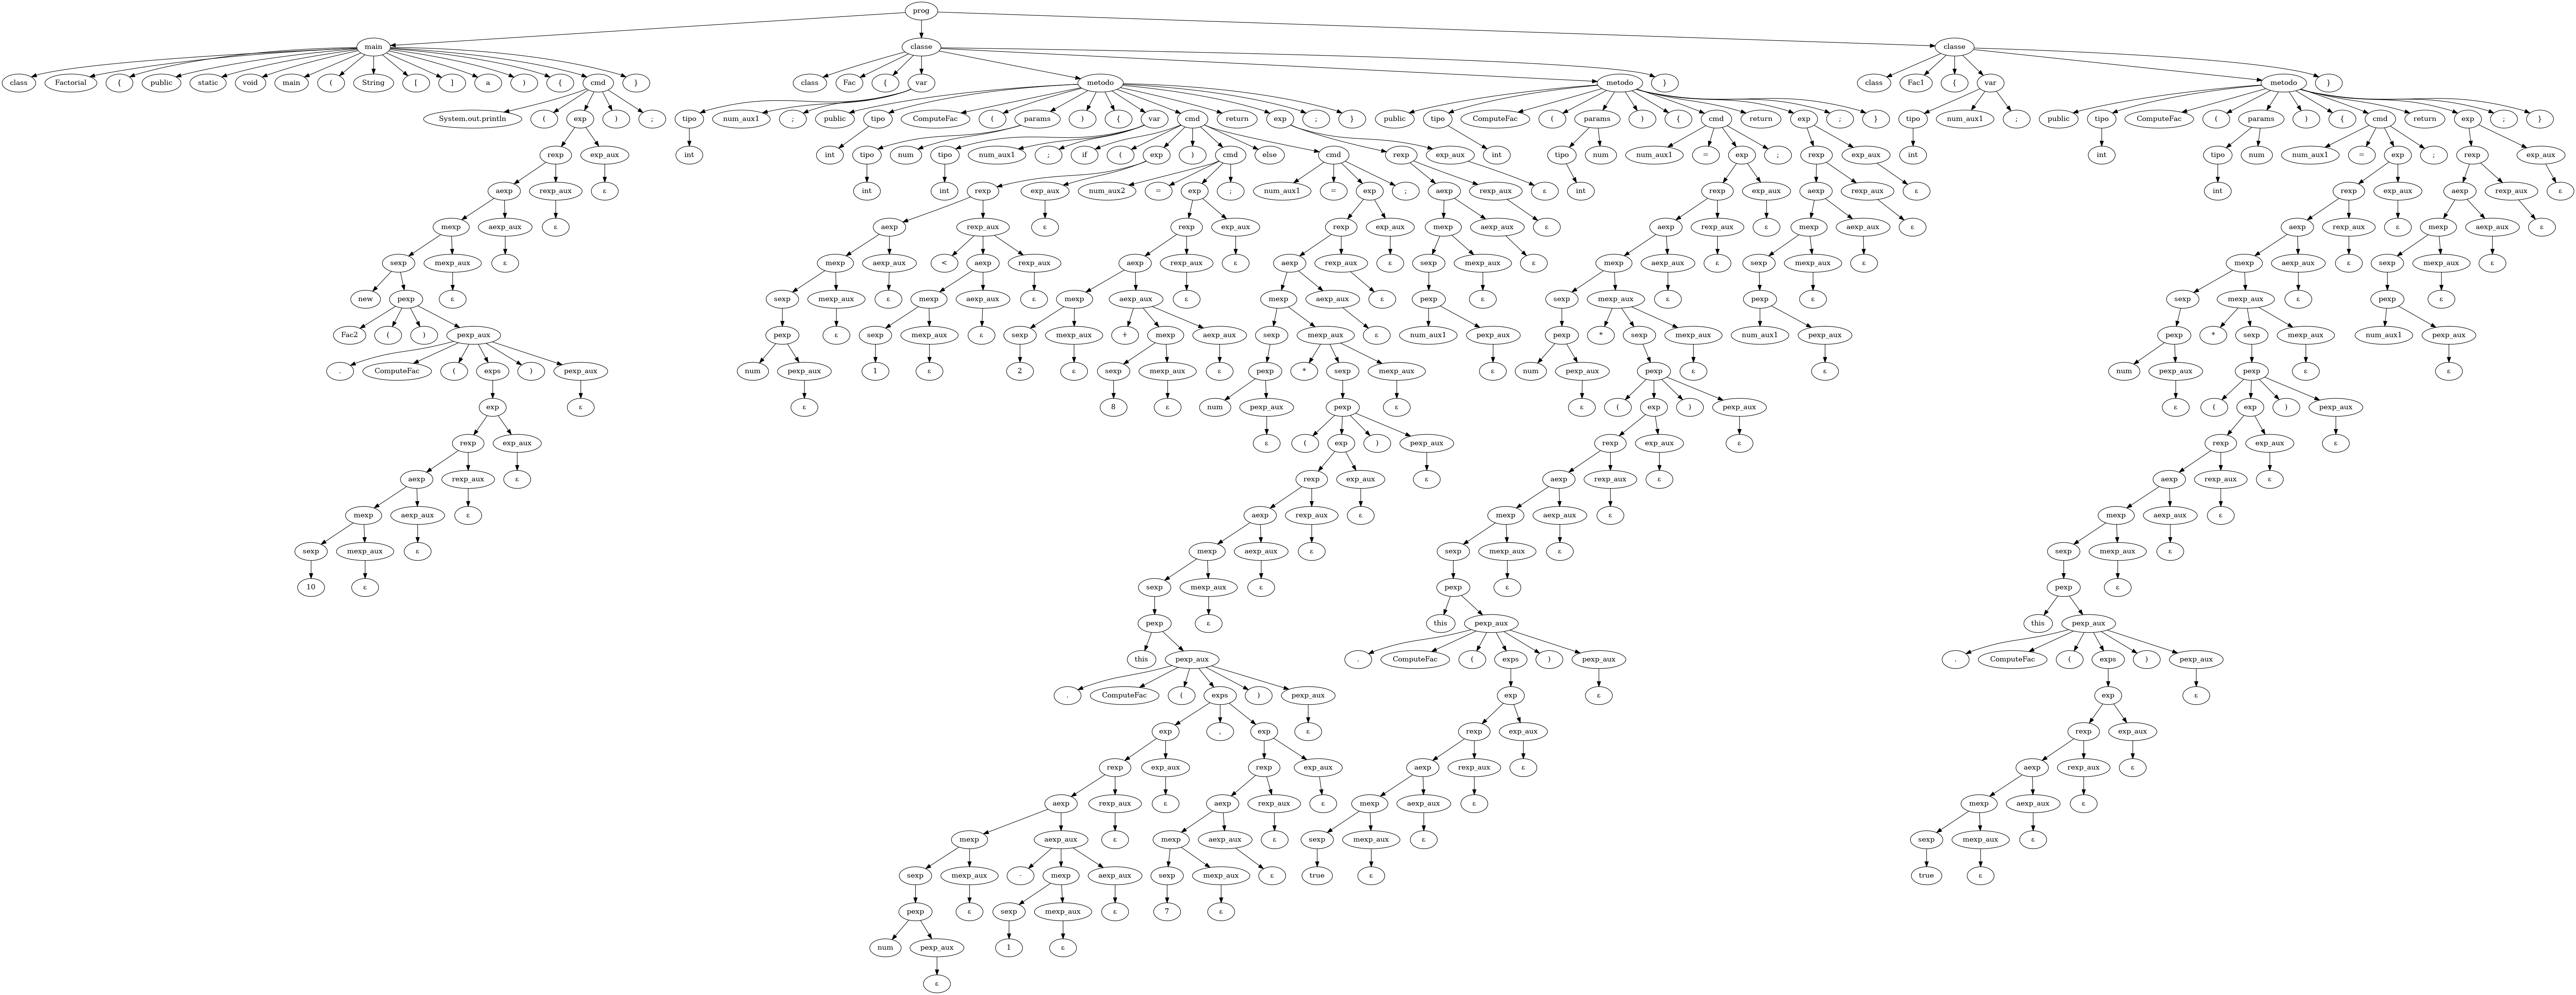 prog
main classe classe
class Factorial { public static void main ( String [ ] a ) { cmd } class Fac { var metodo metodo } class Fac1 { var metodo }
System.out.println ( exp ) ; tipo num_aux1 ; public tipo ComputeFac ( params ) { var cmd return exp ; } public tipo ComputeFac ( params ) { cmd return exp ; } tipo num_aux1 ; public tipo ComputeFac ( params ) { cmd return exp ; }
rexp exp_aux int int tipo num tipo num_aux1 ; if ( exp ) cmd else cmd rexp exp_aux int tipo num num_aux1 = exp ; rexp exp_aux int int tipo num num_aux1 = exp ; rexp exp_aux
aexp rexp_aux ε int int rexp exp_aux num_aux2 = exp ; num_aux1 = exp ; aexp rexp_aux ε int rexp exp_aux aexp rexp_aux ε int rexp exp_aux aexp rexp_aux ε
mexp aexp_aux ε aexp rexp_aux ε rexp exp_aux rexp exp_aux mexp aexp_aux ε aexp rexp_aux ε mexp aexp_aux ε aexp rexp_aux ε mexp aexp_aux ε
sexp mexp_aux ε mexp aexp_aux < aexp rexp_aux aexp rexp_aux ε aexp rexp_aux ε sexp mexp_aux ε mexp aexp_aux ε sexp mexp_aux ε mexp aexp_aux ε sexp mexp_aux ε
new pexp ε sexp mexp_aux ε mexp aexp_aux ε mexp aexp_aux ε mexp aexp_aux ε pexp ε sexp mexp_aux ε pexp ε sexp mexp_aux ε pexp ε
Fac2 ( ) pexp_aux pexp ε sexp mexp_aux ε sexp mexp_aux + mexp aexp_aux sexp mexp_aux ε num_aux1 pexp_aux pexp * sexp mexp_aux num_aux1 pexp_aux pexp * sexp mexp_aux num_aux1 pexp_aux
. ComputeFac ( exps ) pexp_aux num pexp_aux 1 ε 2 ε sexp mexp_aux ε pexp * sexp mexp_aux ε num pexp_aux pexp ε ε num pexp_aux pexp ε ε
exp ε ε 8 ε num pexp_aux pexp ε ε ( exp ) pexp_aux ε ( exp ) pexp_aux
rexp exp_aux ε ( exp ) pexp_aux rexp exp_aux ε rexp exp_aux ε
aexp rexp_aux ε rexp exp_aux ε aexp rexp_aux ε aexp rexp_aux ε
mexp aexp_aux ε aexp rexp_aux ε mexp aexp_aux ε mexp aexp_aux ε
sexp mexp_aux ε mexp aexp_aux ε sexp mexp_aux ε sexp mexp_aux ε
10 ε sexp mexp_aux ε pexp ε pexp ε
pexp ε this pexp_aux this pexp_aux
this pexp_aux . ComputeFac ( exps ) pexp_aux . ComputeFac ( exps ) pexp_aux
. ComputeFac ( exps ) pexp_aux exp ε exp ε
exp , exp ε rexp exp_aux rexp exp_aux
rexp exp_aux rexp exp_aux aexp rexp_aux ε aexp rexp_aux ε
aexp rexp_aux ε aexp rexp_aux ε mexp aexp_aux ε mexp aexp_aux ε
mexp aexp_aux ε mexp aexp_aux ε sexp mexp_aux ε sexp mexp_aux ε
sexp mexp_aux - mexp aexp_aux sexp mexp_aux ε true ε true ε
pexp ε sexp mexp_aux ε 7 ε
num pexp_aux 1 ε
ε